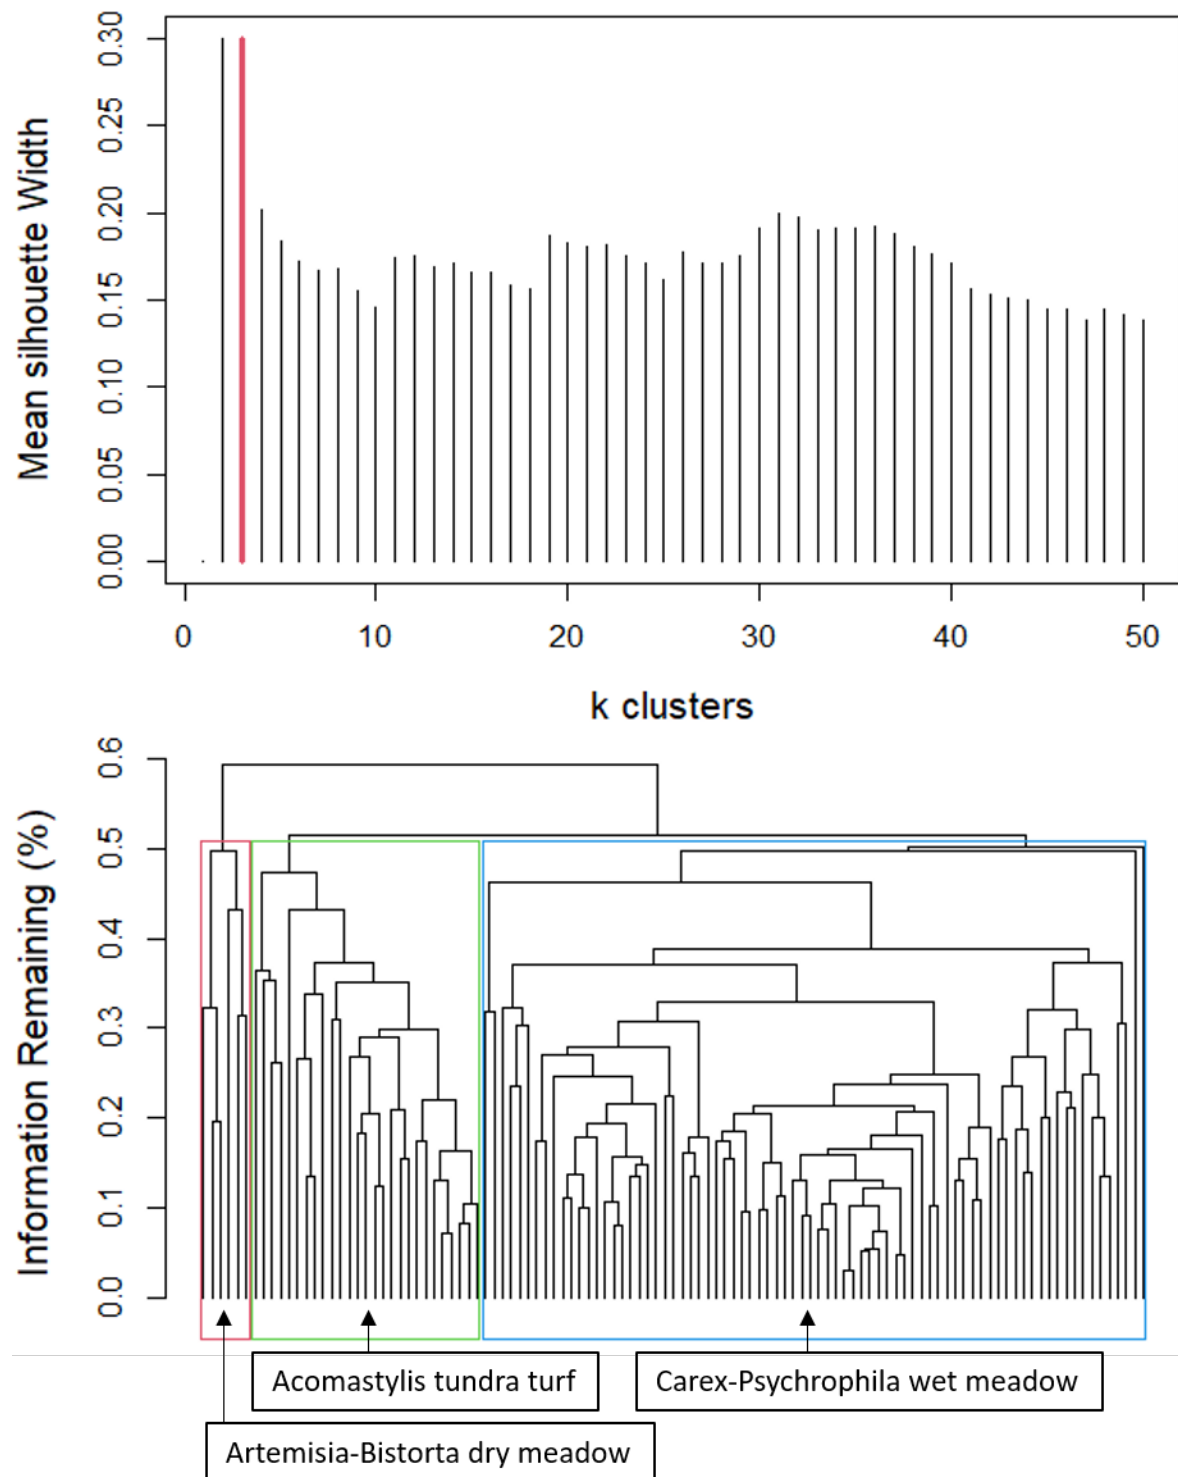 Mean silhouette Width
0.30
0.25
0.20
0.15
0.10
0.05
0.00
0 10 20 30 40 50
k clusters
Information Remaining (%)
0.6
0.5
0.4
0.3
0.2
0.1
0.0
Acomastylis tundra turf
Carex-Psychrophila wet meadow
Artemisia-Bistorta dry meadow